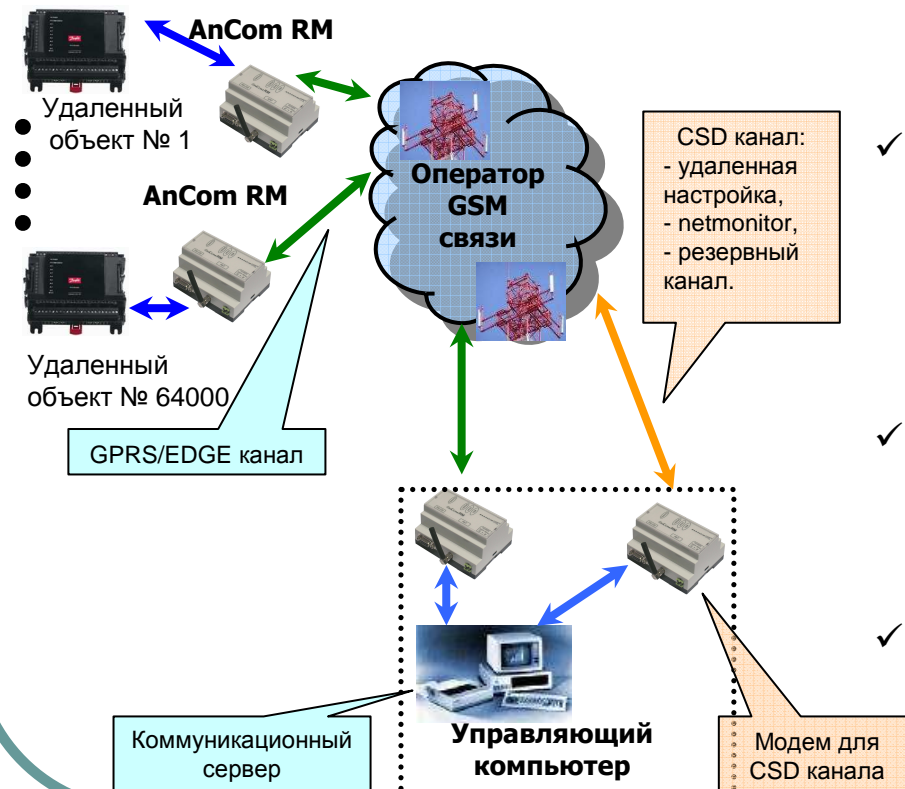 AnCom RM
Удаленный
объект № 1
AnCom RM
Удаленный
объект № 64000
GPRS/EDGE канал
Оператор
GSM
связи
CSD канал:
- удаленная
настройка,
- netmonitor,
- резервный
канал.
Коммуникационный
сервер
Управляющий
компьютер
Модем для
CSD канала